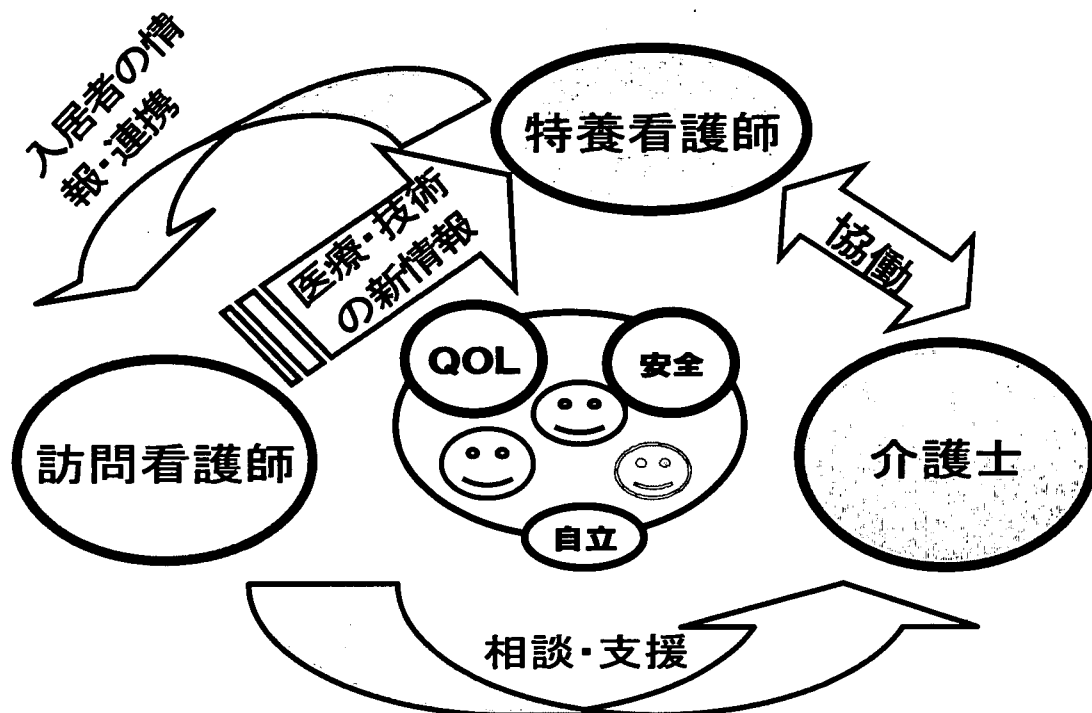 入居者の情
報・連携
特養看護師
医療・技術
の新情報
協働
QOL
安全
訪問看護師
介護士
自立
相談・支援